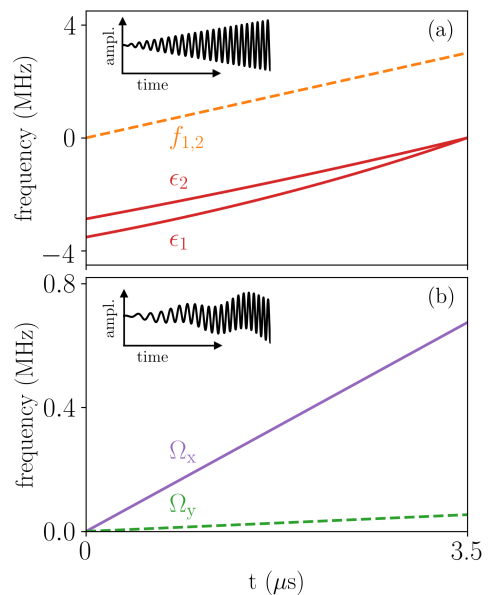 4
(a)
ampl.
time
f1,2
0
ϵ2
ϵ1
−4
frequency (MHz)
0.8
(b)
ampl.
time
0.4
Ωx
Ωy
0.0
frequency (MHz)
0
3.5
t (μs)